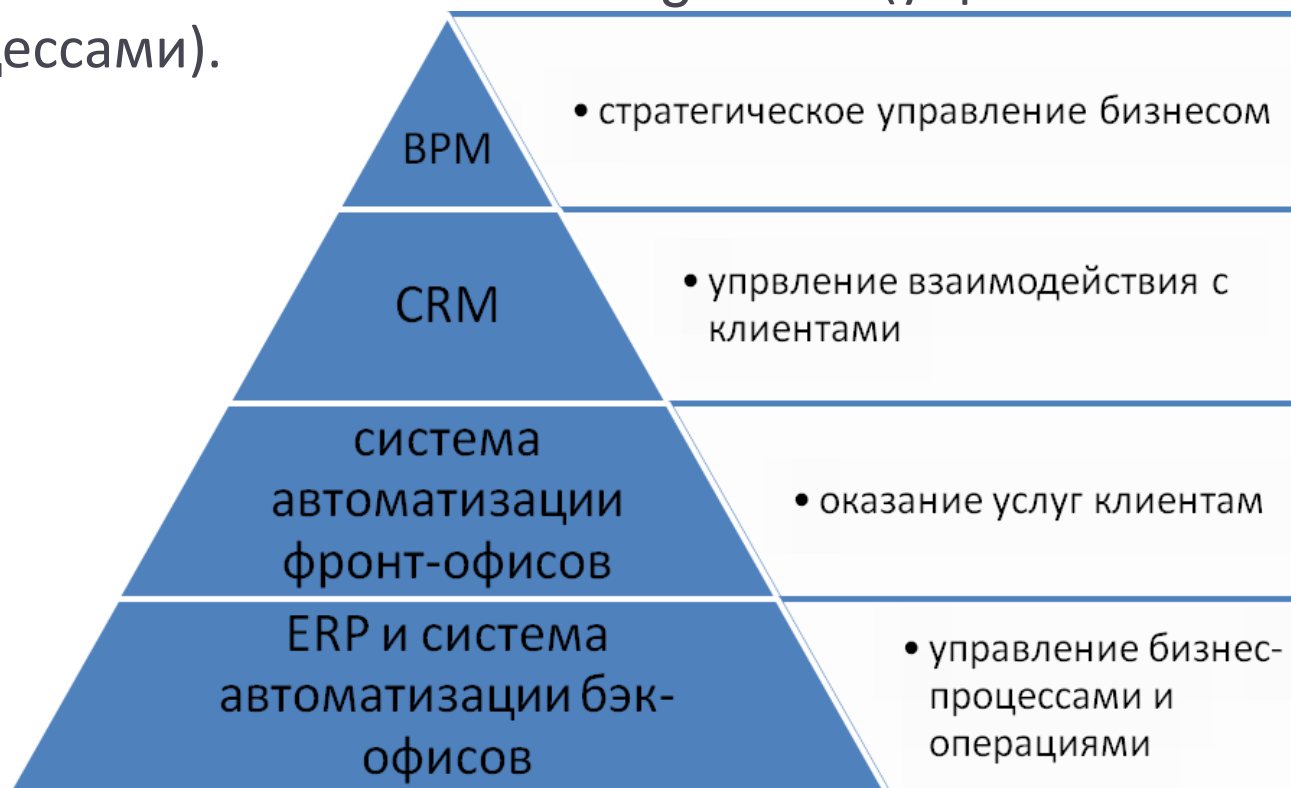 цессами).
BPM
• стратегическое управление бизнесом
CRM
• упрвление взаимодействия с
клиентами
система
автоматизации
фронт-офисов
• оказание услуг клиентам
ERP и система
автоматизации бэк-
офисов
• управление бизнес-
процессами и
операциями